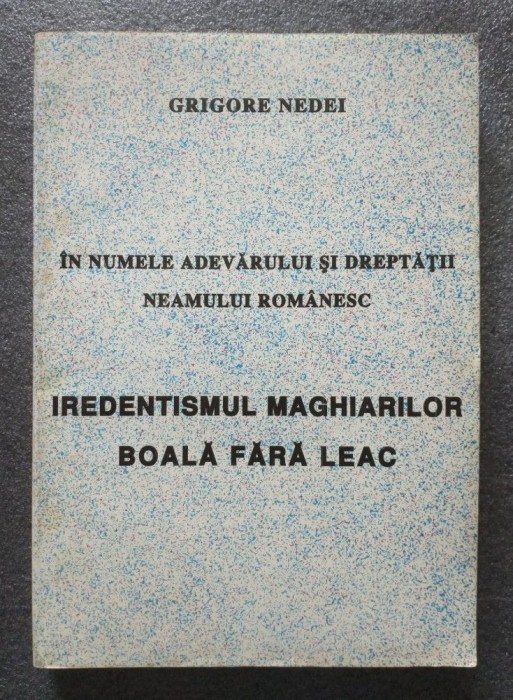 GRIGORE NEDEI
ÎN NUMELE ADEVĂRULUI ŞI DREPTĂŢII
NEAMULUI ROMÂNESC
IREDENTISMUL MAGHIARILOR
BOALĂ FĂRĂ LEAC